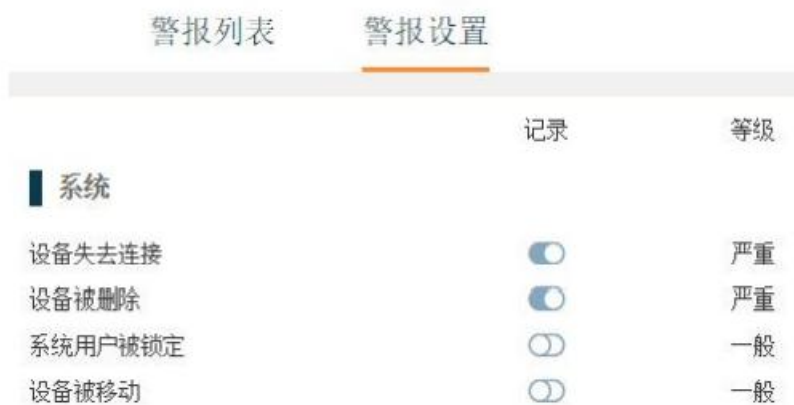 警报列表 警报设置
记录 等级
系统
设备失去连接 严重
设备被删除 严重
系统用户被锁定 一般
设备被移动 一般